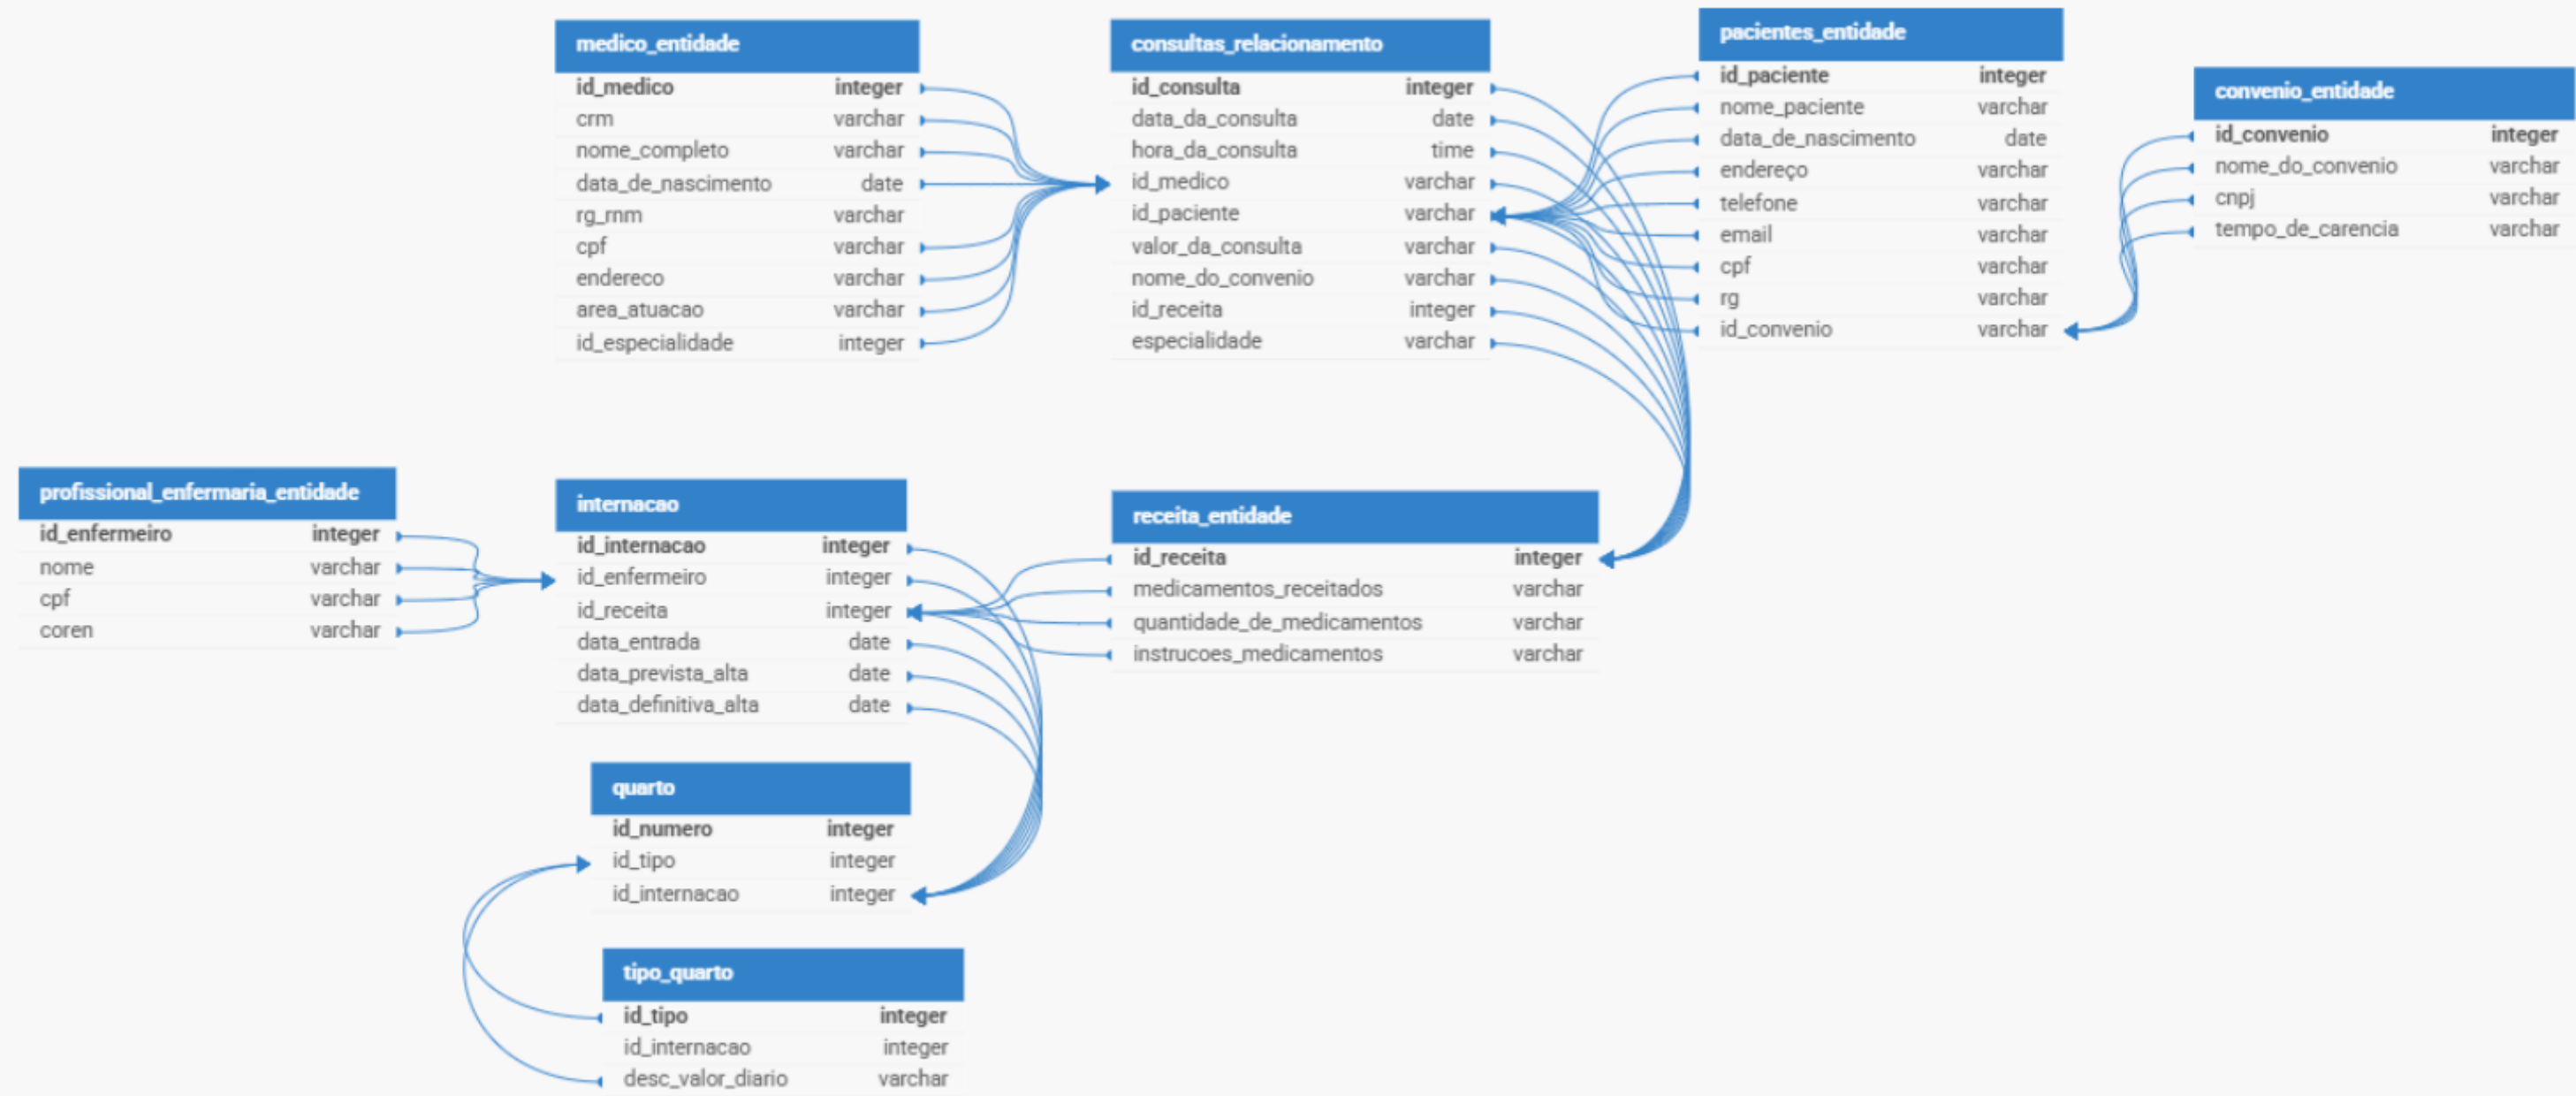 medico_entidade
id_medico integer
crm varchar
nome_completo varchar
data_de_nascimento date
rg_rnm varchar
cpf varchar
endereco varchar
area_atuacao varchar
id_especialidade integer
consultas_relacionamento
id_consulta integer
data_da_consulta date
hora_da_consulta time
id_medico varchar
id_paciente varchar
valor_da_consulta varchar
nome_do_convenio varchar
id_receita integer
especialidade varchar
pacientes_entidade
id_paciente integer
nome_paciente varchar
data_de_nascimento date
endereço varchar
telefone varchar
email varchar
cpf varchar
rg varchar
id_convenio varchar
convenio_entidade
id_convenio integer
nome_do_convenio varchar
cnpj varchar
tempo_de_carencia varchar
profissional_enfermaria_entidade
id_enfermeiro integer
nome varchar
cpf varchar
coren varchar
internacao
id_internacao integer
id_enfermeiro integer
id_receita integer
data_entrada date
data_prevista_alta date
data_definitiva_alta date
receita_entidade
id_receita integer
medicamentos_receitados varchar
quantidade_de_medicamentos varchar
instrucoes_medicamentos varchar
quarto
id_numero integer
id_tipo integer
id_internacao integer
tipo_quarto
id_tipo integer
id_internacao integer
desc_valor_diario varchar